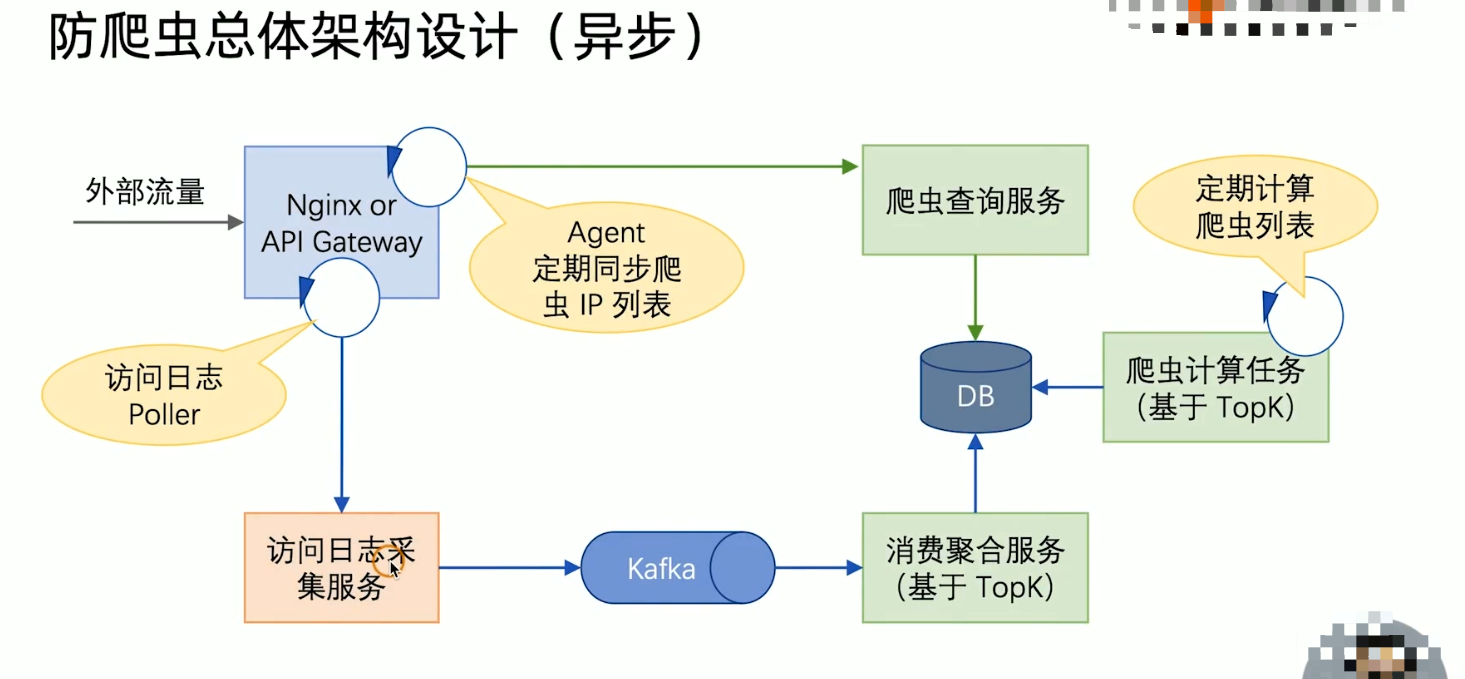 防爬虫总体架构设计（异步）
外部流量
Nginx or
API Gateway
Agent
定期同步爬
虫 IP 列表
爬虫查询服务
定期计算
爬虫列表
访问日志
Poller
DB
爬虫计算任务
（基于 TopK）
访问日志采
集服务
Kafka
消费聚合服务
（基于 TopK）